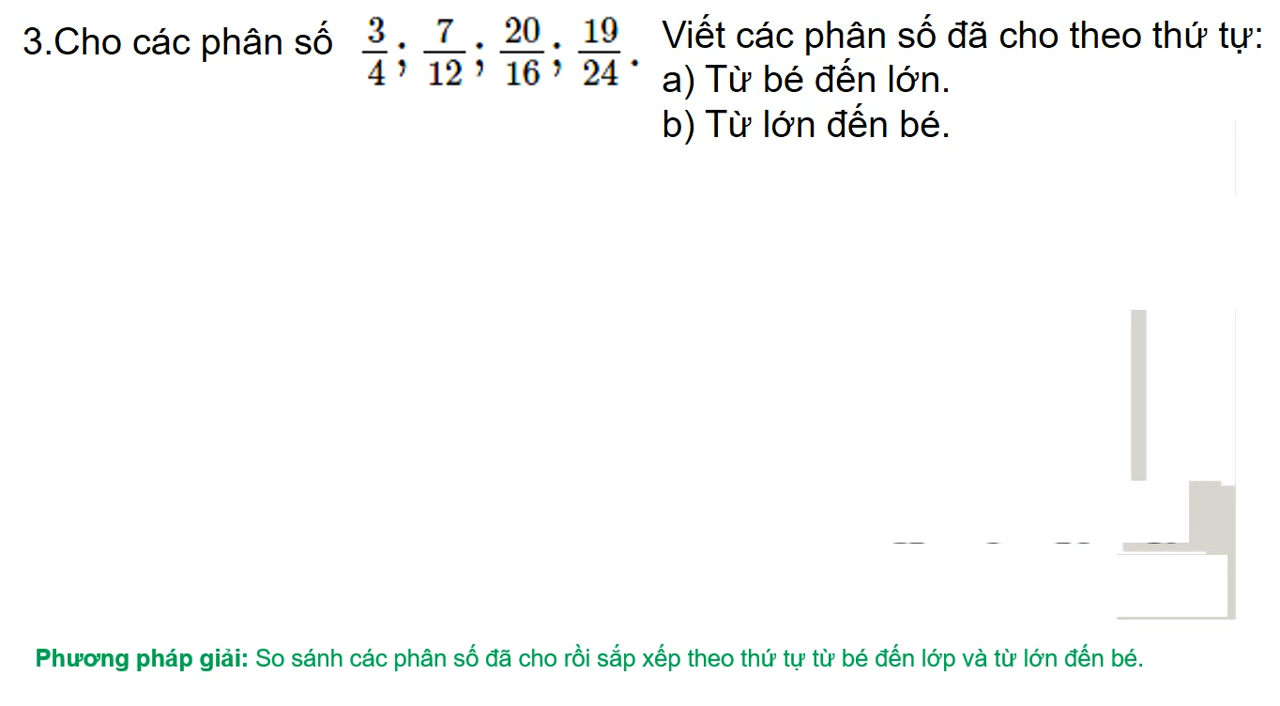 3.Cho các phân số 3/4; 7/12; 20/16; 19/24. Viết các phân số đã cho theo thứ tự:
a) Từ bé đến lớn.
b) Từ lớn đến bé.
Phương pháp giải: So sánh các phân số đã cho rồi sắp xếp theo thứ tự từ bé đến lớp và từ lớn đến bé.